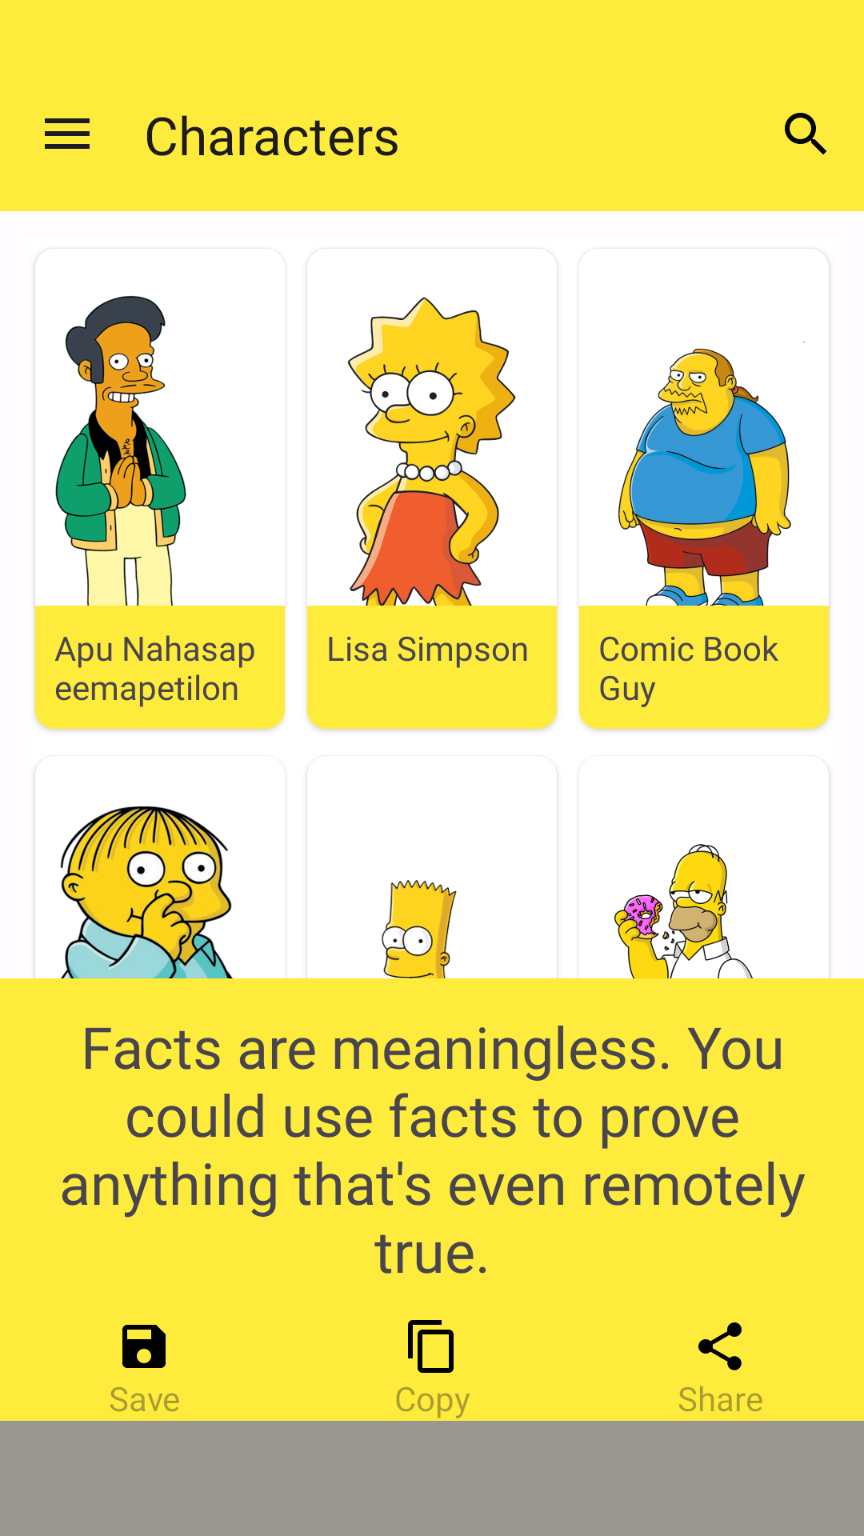 Characters
Apu Nahasap
eemapetilon
Lisa Simpson
Comic Book
Guy
Facts are meaningless. You
could use facts to prove
anything that's even remotely
true.
Save
Copy
Share